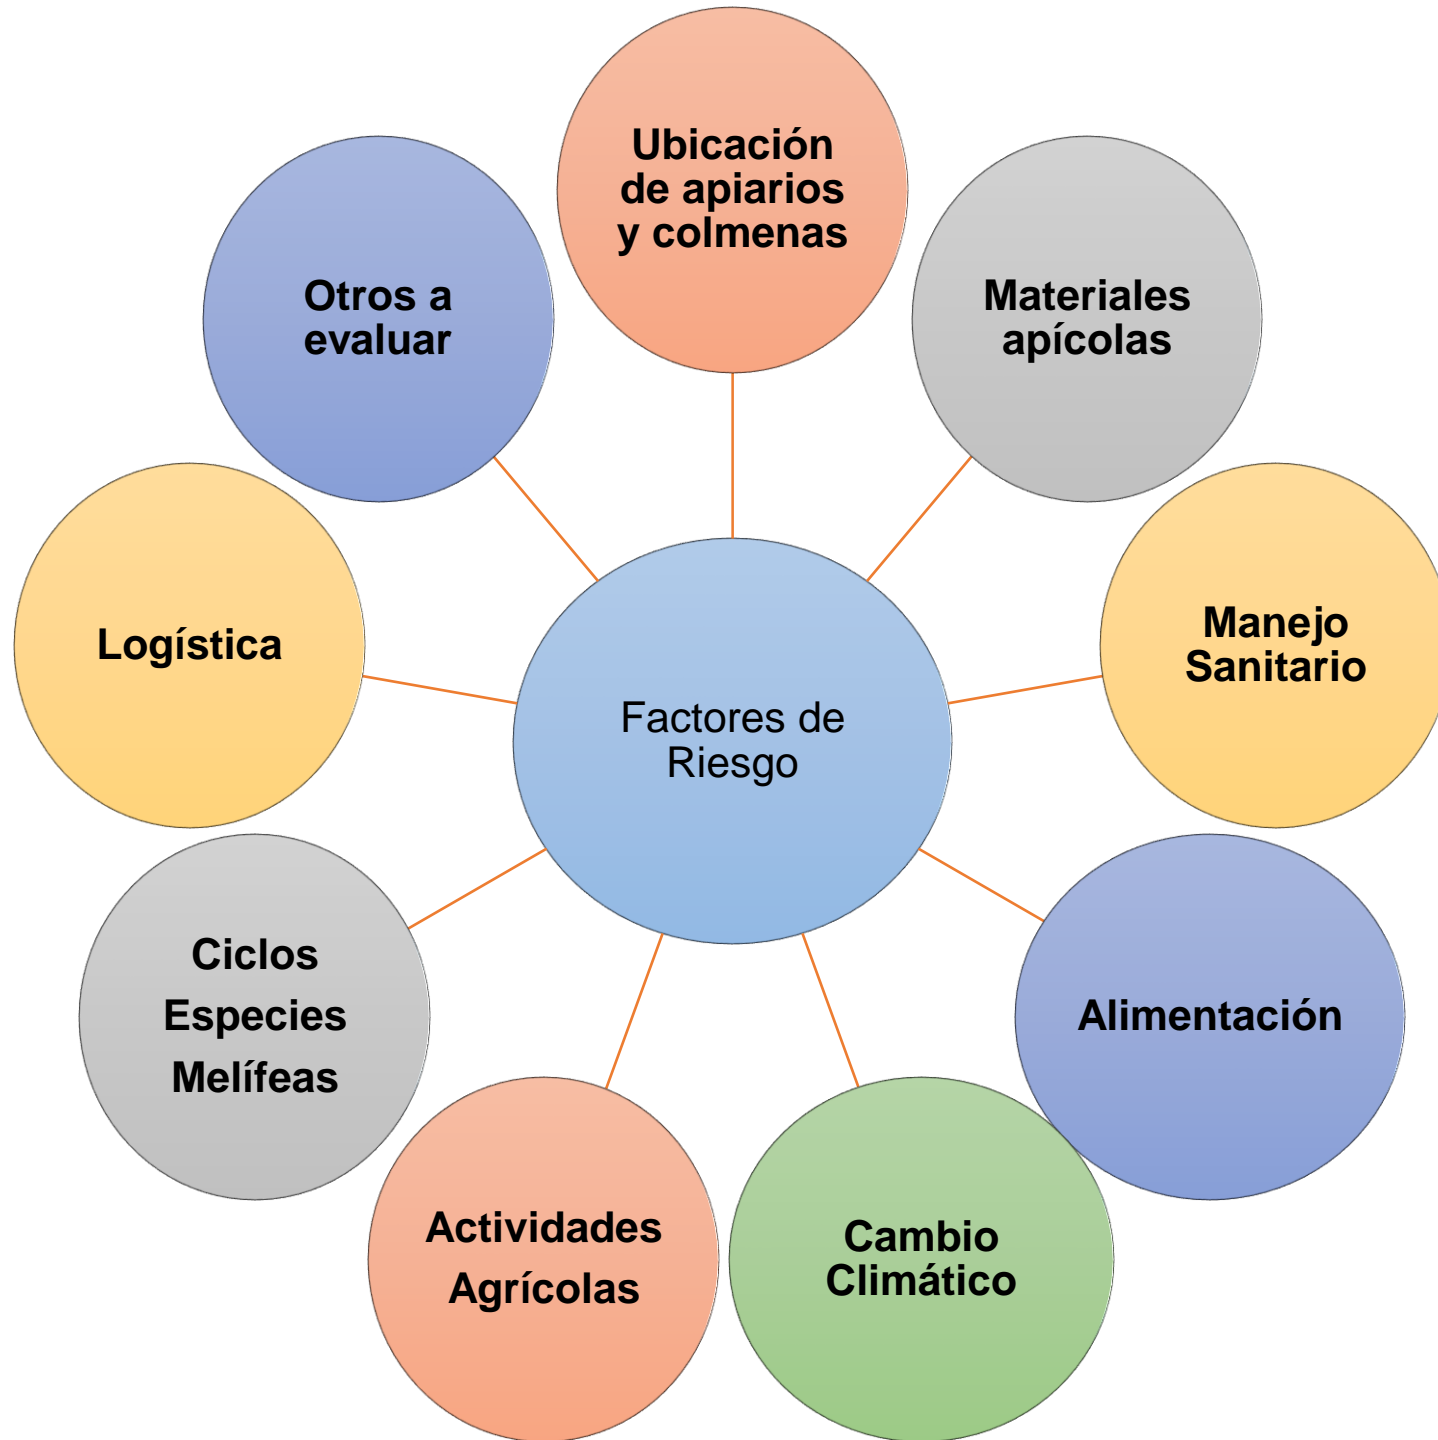 Ubicación
de apiarios
y colmenas
Materiales
apícolas
Manejo
Sanitario
Alimentación
Cambio
Climático
Actividades
Agrícolas
Ciclos
Especies
Melífeas
Logística
Otros a
evaluar
Factores de
Riesgo